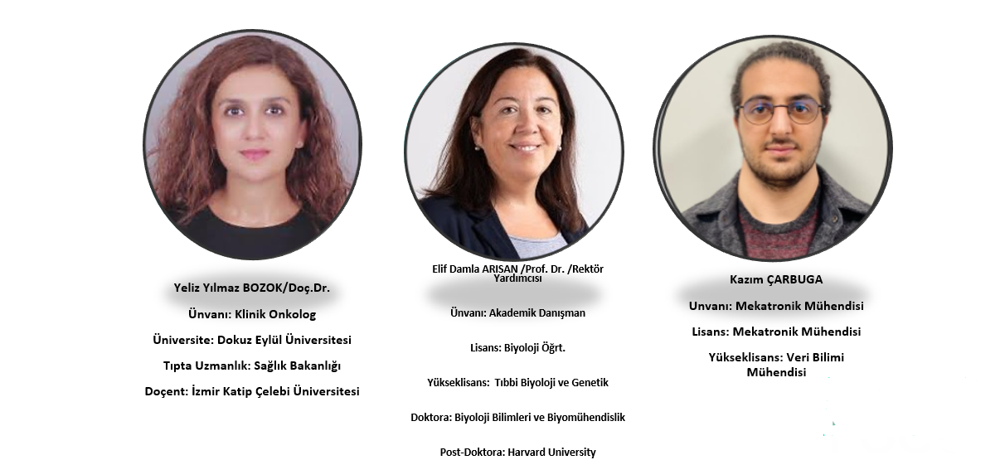 Yeliz Yılmaz BOZOK/Doç.Dr.
Ünvanı: Klinik Onkolog
Üniversite: Dokuz Eylül Üniversitesi
Tıpta Uzmanlık: Sağlık Bakanlığı
Doçent: İzmir Katip Çelebi Üniversitesi
Elif Damla ARISAN /Prof. Dr. /Rektör
Yardımcısı
Ünvanı: Akademik Danışman
Lisans: Biyoloji Öğrt.
Yükseklisans: Tıbbi Biyoloji ve Genetik
Doktora: Biyoloji Bilimleri ve Biyomühendislik
Post-Doktora: Harvard University
Kazım ÇARBUGA
Unvanı: Mekatronik Mühendisi
Lisans: Mekatronik Mühendisi
Yükseklisans: Veri Bilimi
Mühendisi